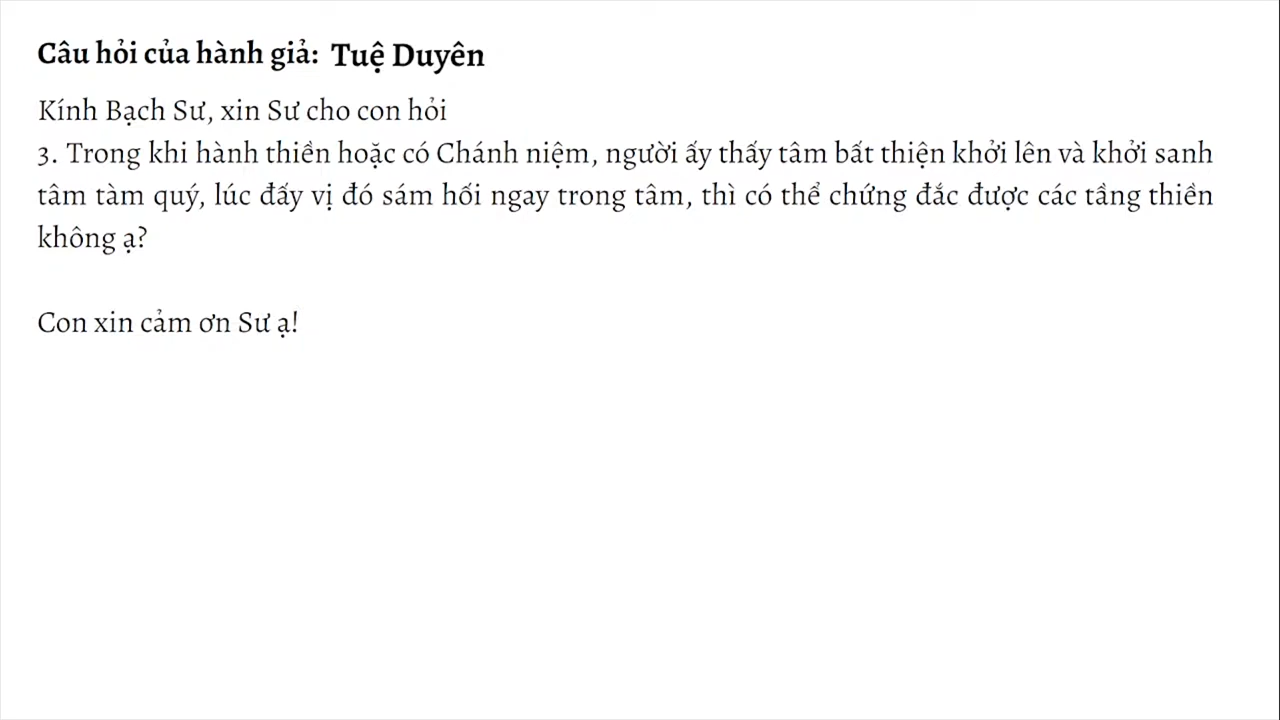 Câu hỏi của hành giả: Tuệ Duyên
Kính Bạch Sư, xin Sư cho con hỏi
3. Trong khi hành thiền hoặc có Chánh niệm, người ấy thấy tâm bất thiện khởi lên và khởi sanh
tâm tàm quý, lúc đấy vị đó sám hối ngay trong tâm, thì có thể chứng đắc được các tầng thiền
không ạ?
Con xin cảm ơn Sư ạ!